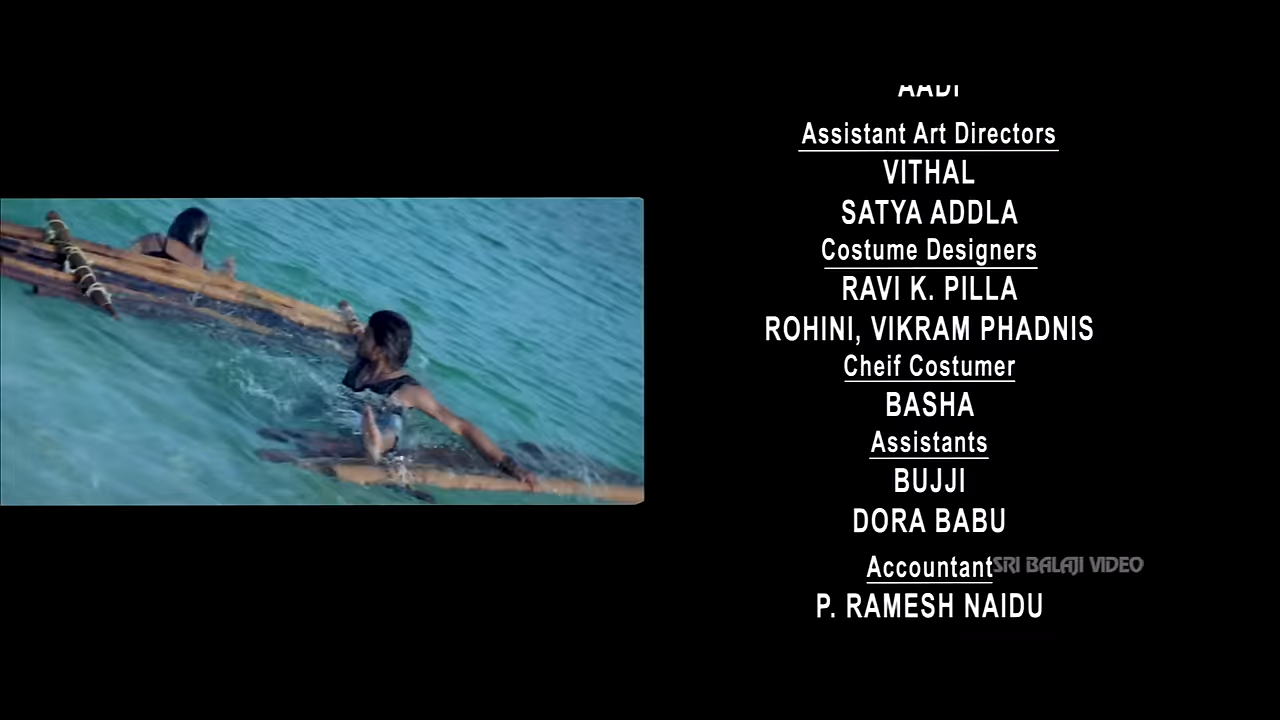 AADI
Assistant Art Directors
VITHAL
SATYA ADDLA
Costume Designers
RAVI K. PILLA
ROHINI, VIKRAM PHADNIS
Cheif Costumer
BASHA
Assistants
BUJJI
DORA BABU
Accountant
SRI BALAJI VIDEO
P. RAMESH NAIDU